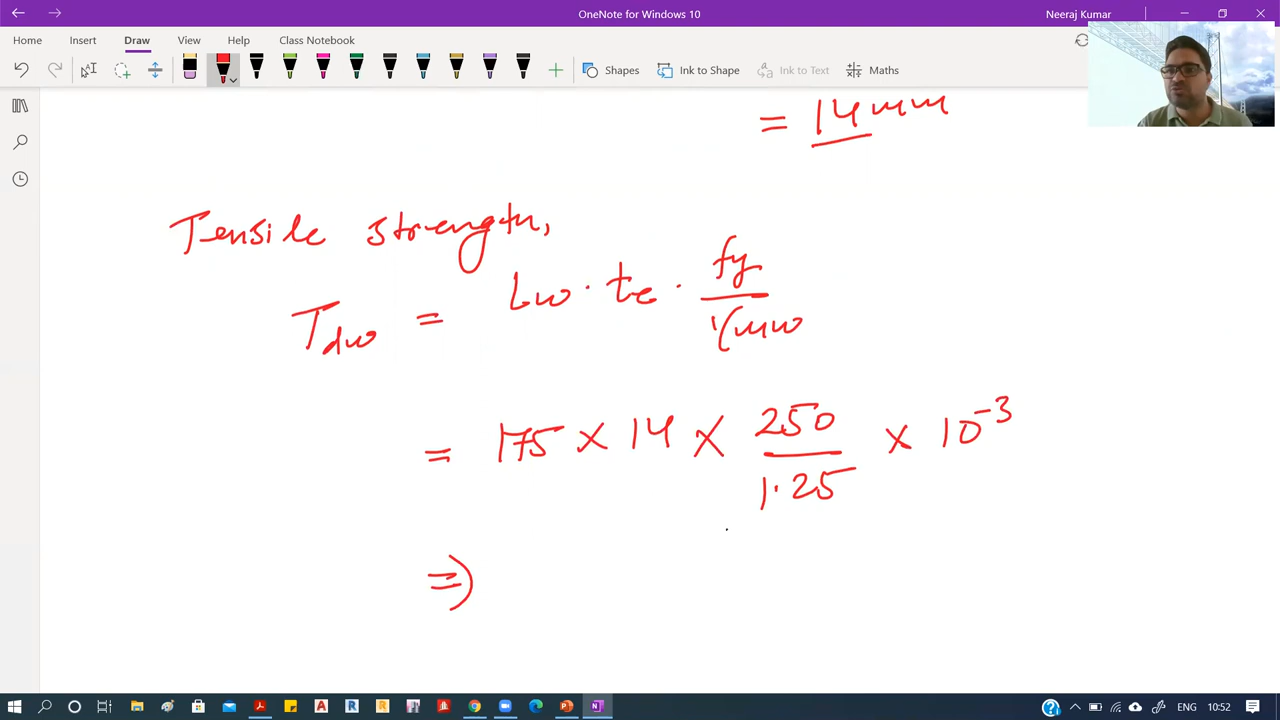 OneNote for Windows 10
Neeraj Kumar
Home Insert Draw View Help Class Notebook
Shapes Ink to Shape Ink to Text Maths
= 14 mm
Tensile strength,
Tdw = Lw · te · fy / γmw
= 175 × 14 × 250 / 1.25 × 10⁻³
⇒
ENG 10:52